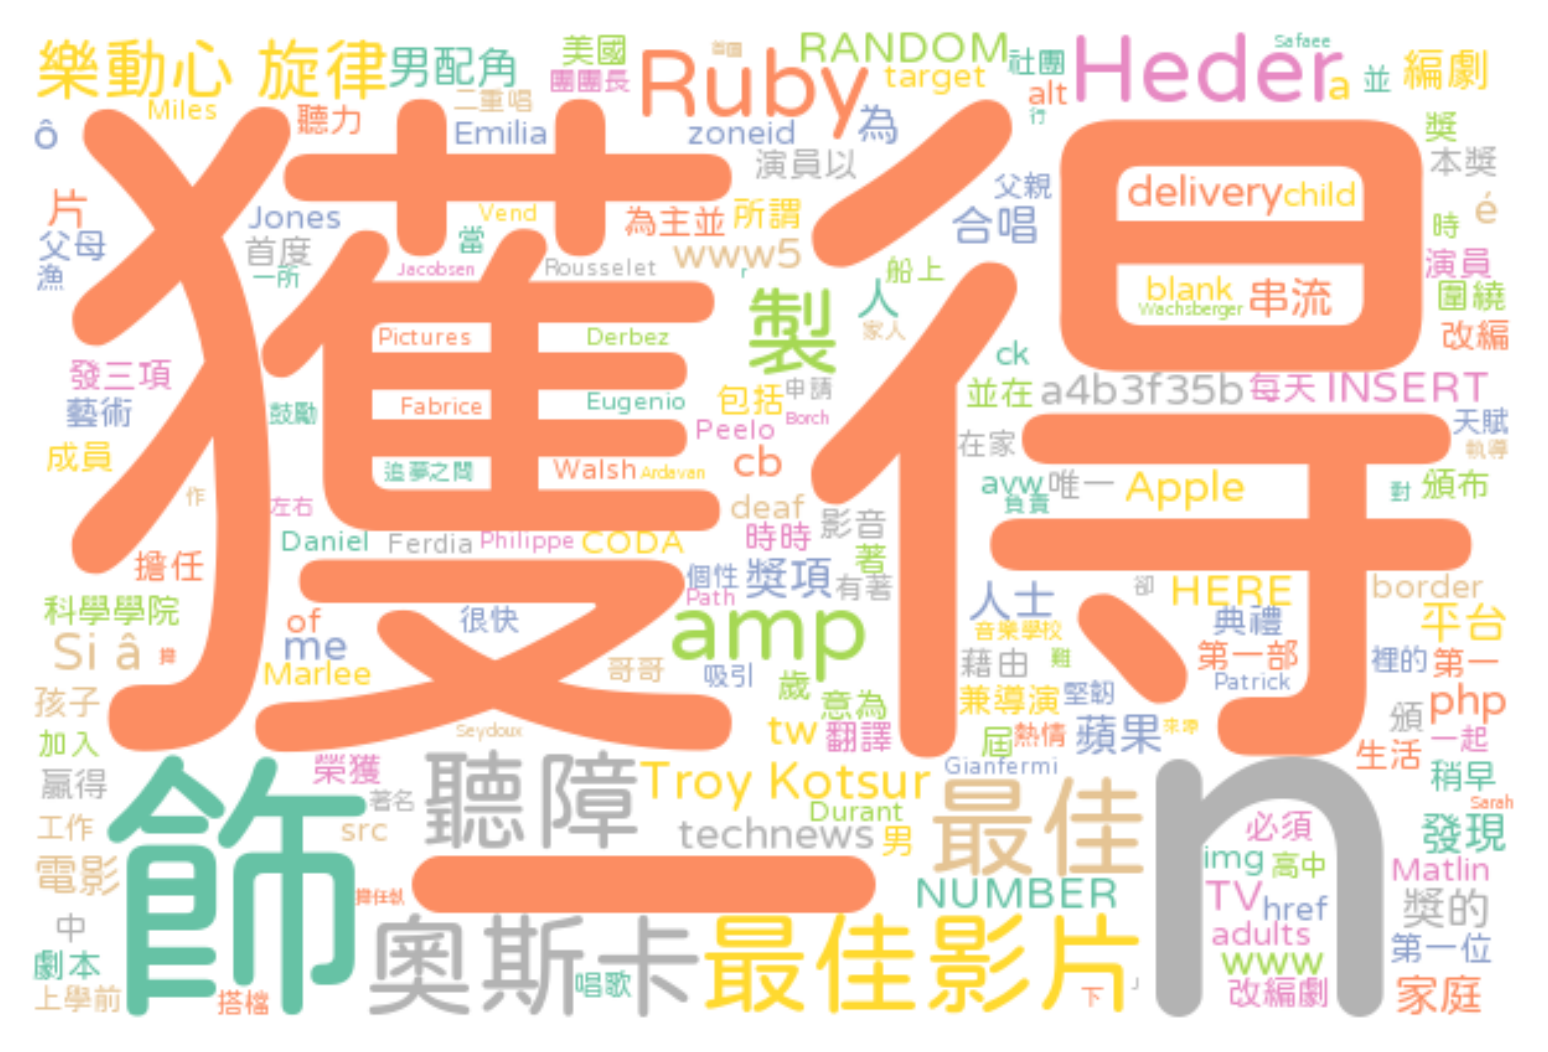 樂動心 旋律
男配角
美國
團團長
首圈
Ruby
RANDOM
target
社團
alt
行
Heder
Safaee
a
並
編劇
Miles
聽力
二重唱
Emilia
zoneid
為
演員以
獎
本獎
ô
獲得
片
父母
漁
Jones
首度
一所
Vend
當
Jacobsen
Rousselet
為主並
所謂
www5
r
船上
人
家人
父親
合唱
delivery
child
blank
Wachsberger
串流
é
時
演員
圍繞
改編
Pictures
Derbez
製
發三項
藝術
成員
鼓勵
Fabrice
Eugenio
包括
申請
Borch
Peelo
ck
並在
a4b3f35b
每天
INSERT
天賦
執導
在家
追夢之間
Walsh
Ardavan
cb
作
左右
deaf
影音
avw
負責
唯一
Apple
對
頒布
擔任
Daniel
Ferdia
Philippe
CODA
時時
著
個性
Path
獎項
有著
人士
音樂學校
卻
HERE
典禮
border
平台
科學學院
Si
â
of
me
很快
amp
Marlee
哥哥
吸引
歲
意為
藉由
難
第一部
Patrick
裡的
第一
孩子
加入
Seydoux
tw
翻譯
兼導演
堅韌
屆
熱情
蘋果
來源
頒
php
一起
生活
贏得
榮獲
聽障
Troy Kotsur
Gianfermi
稍早
Sarah
工作
著名
src
Durant
technews
男
最佳
n
必須
發現
電影
飾
一
NUMBER
img
高中
Matlin
TV
href
獎的
中
劇本
上學前
搭檔
擔任執
奧斯卡
唱歌
最佳影片
下
J
adults
www
改編劇
第一位
家庭